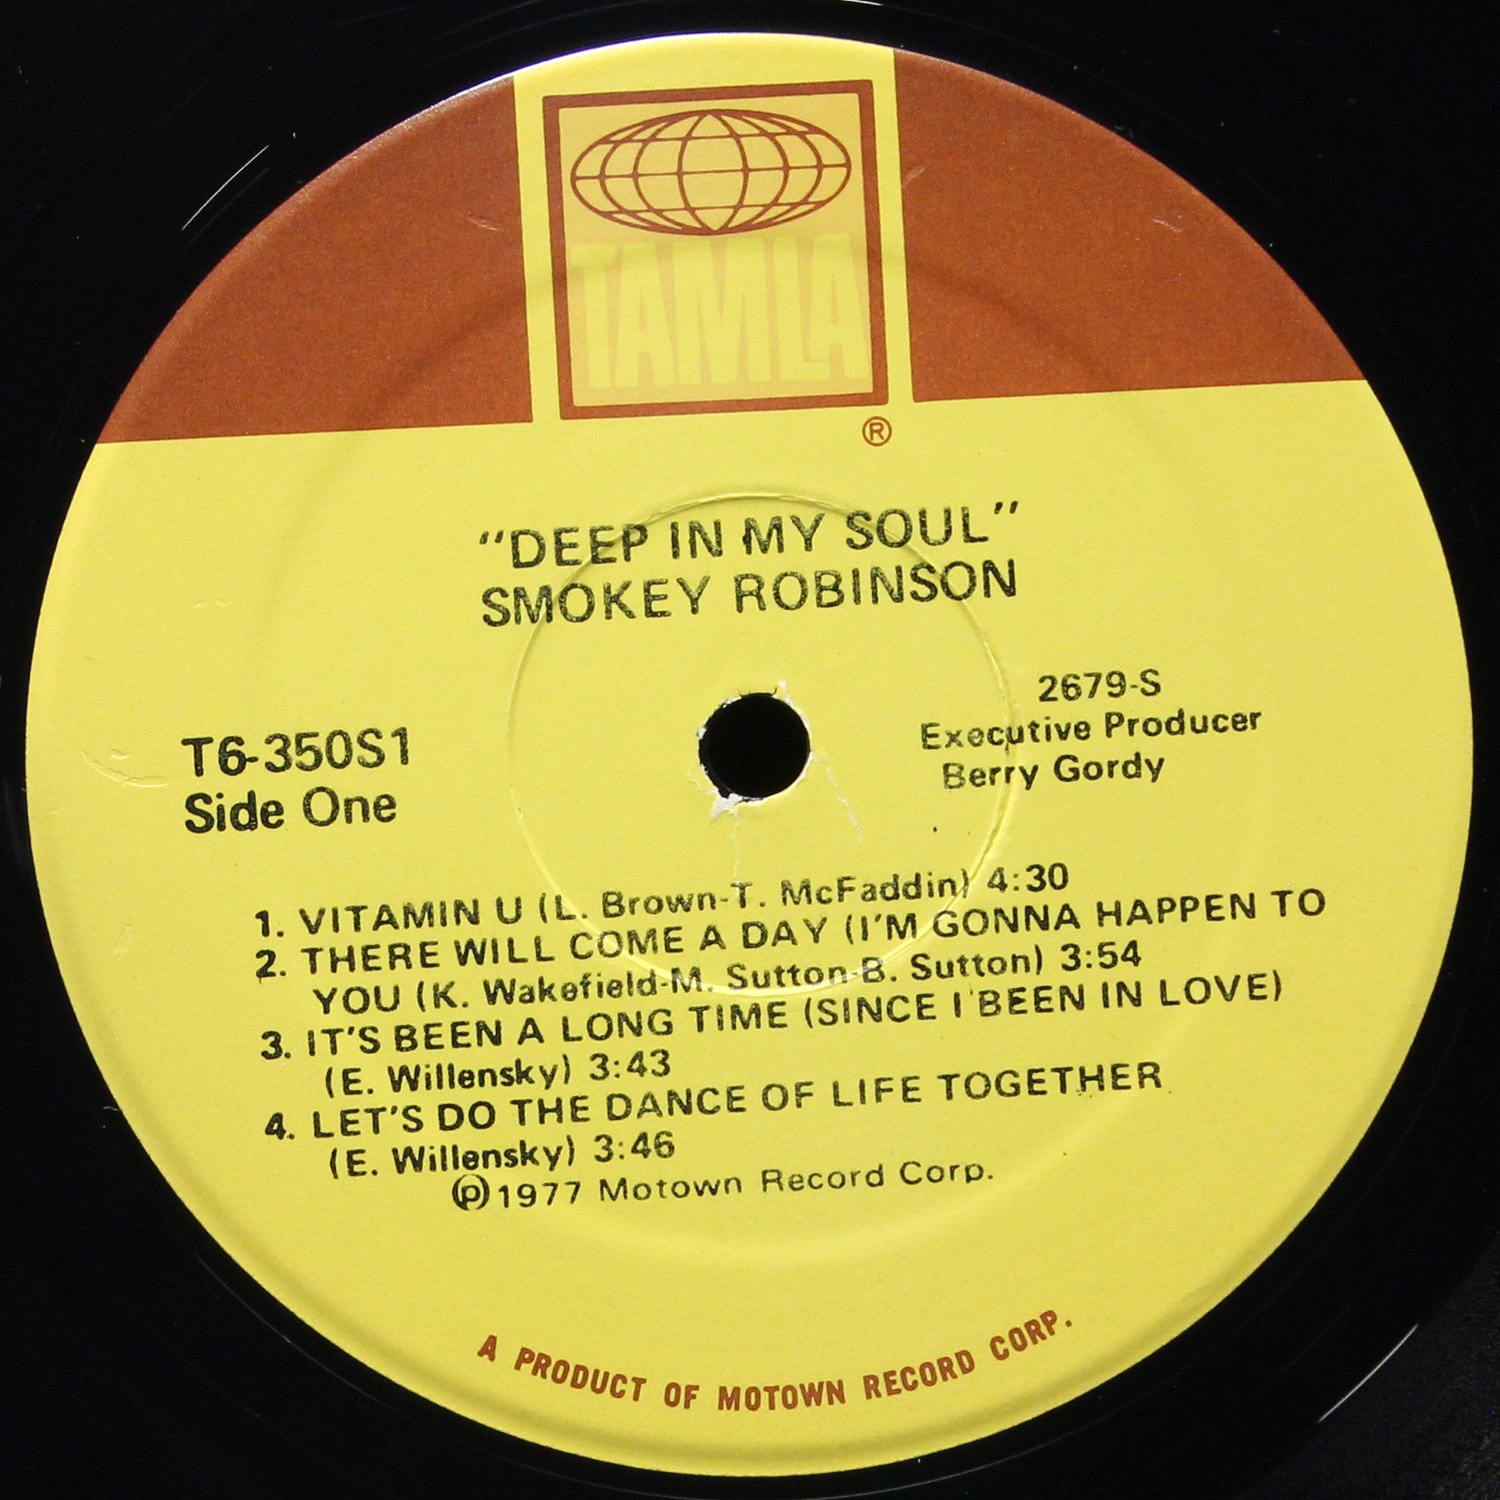 TAMLA
®
“DEEP IN MY SOUL”
SMOKEY ROBINSON
T6-350S1
Side One
2679-S
Executive Producer
Berry Gordy
1. VITAMIN U (L. Brown-T. McFaddin) 4:30
2. THERE WILL COME A DAY (I'M GONNA HAPPEN TO
YOU (K. Wakefield-M. Sutton-B. Sutton) 3:54
3. IT'S BEEN A LONG TIME (SINCE I BEEN IN LOVE)
(E. Willensky) 3:43
4. LET'S DO THE DANCE OF LIFE TOGETHER
(E. Willensky) 3:46
℗1977 Motown Record Corp.
A PRODUCT OF MOTOWN RECORD CORP.